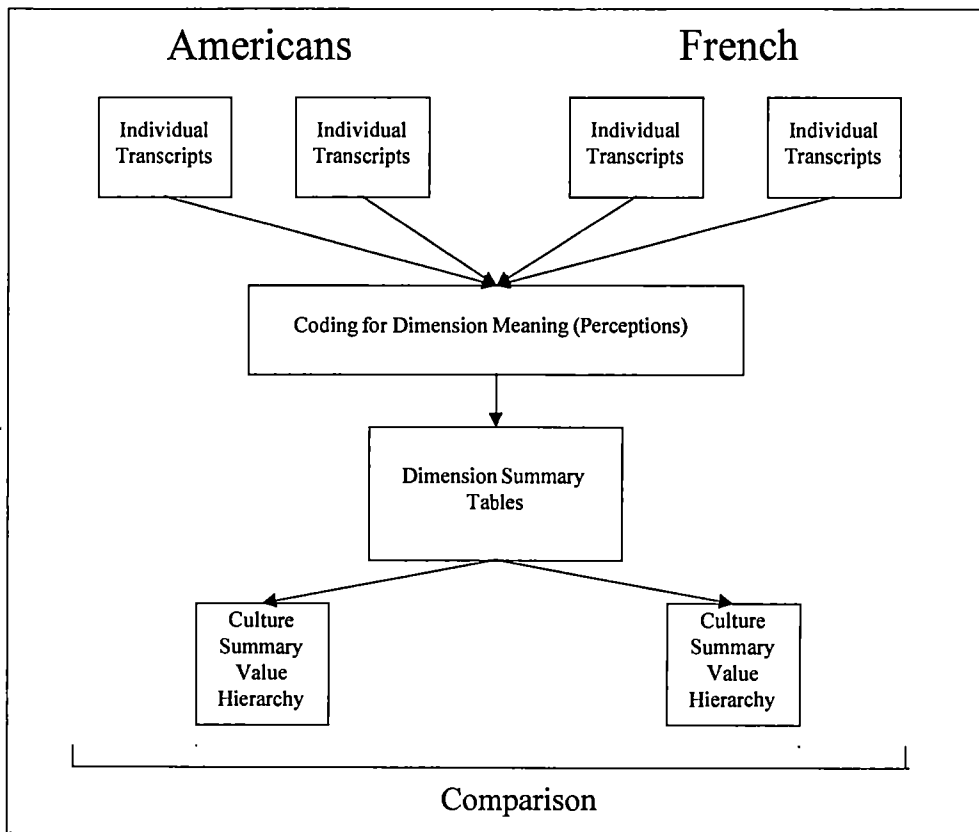 Americans French
Individual Transcripts
Individual Transcripts
Individual Transcripts
Individual Transcripts
Coding for Dimension Meaning (Perceptions)
Dimension Summary
Tables
Culture
Summary
Value
Hierarchy
Culture
Summary
Value
Hierarchy
Comparison